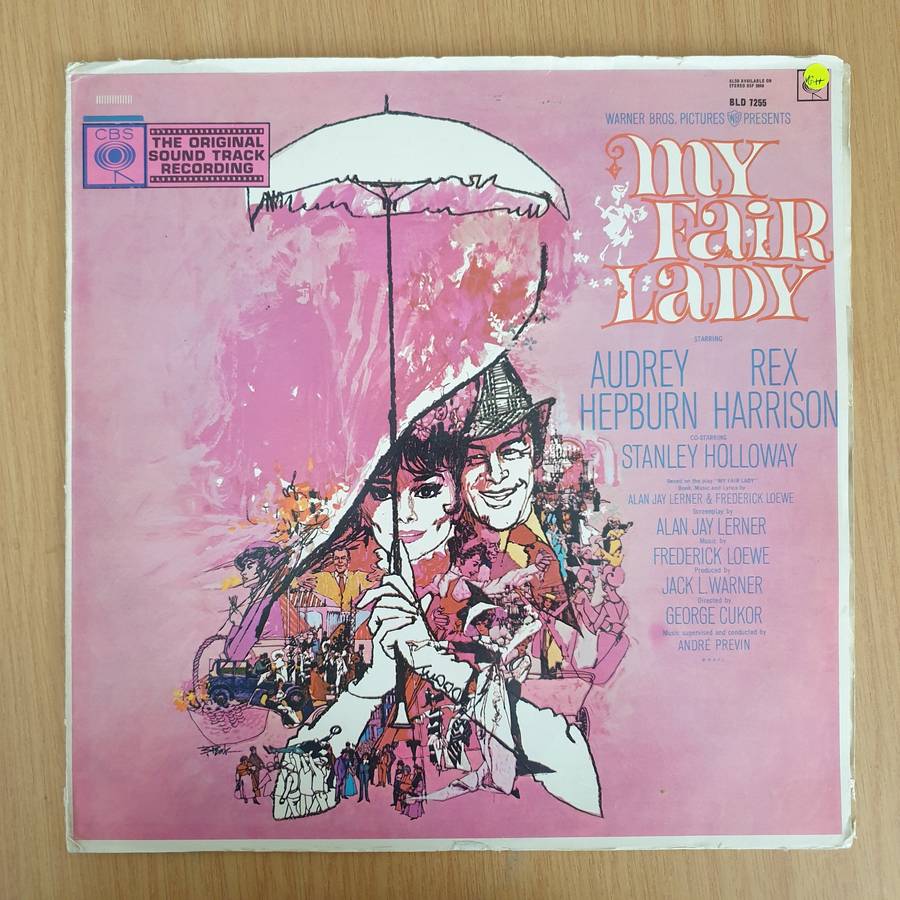 ALSO AVAILABLE ON
BLD 7255
WARNER BROS. PICTURES WB PRESENTS
CBS
THE ORIGINAL
SOUND TRACK
RECORDING
MY
FAIR
LADY
STARRING
AUDREY REX
HEPBURN HARRISON
CO-STARRING
STANLEY HOLLOWAY
Based on the play "MY FAIR LADY"
Book, Music and Lyrics by
ALAN JAY LERNER & FREDERICK LOEWE
Screenplay by
ALAN JAY LERNER
Music by
FREDERICK LOEWE
Produced by
JACK L. WARNER
Directed by
GEORGE CUKOR
Music supervised and conducted by
ANDRÉ PREVIN